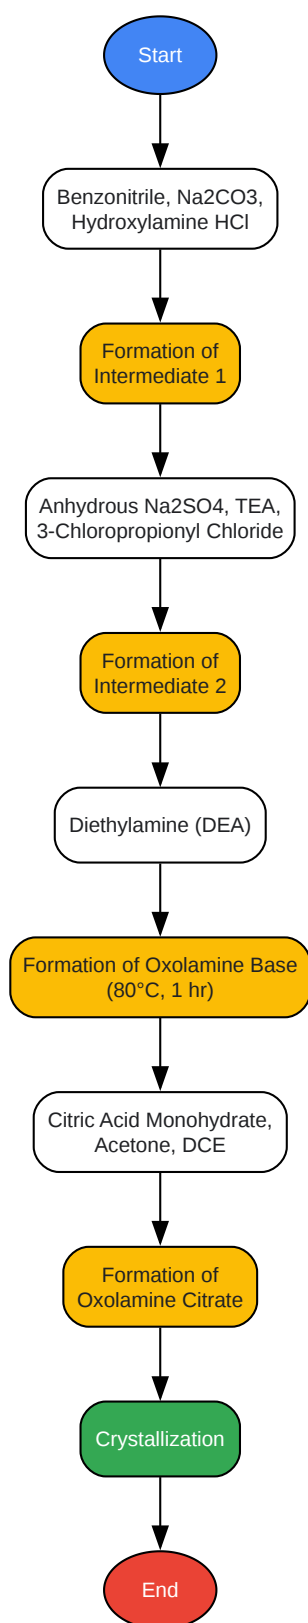 Start
Benzonitrile, Na2CO3,
Hydroxylamine HCl
Formation of
Intermediate 1
Anhydrous Na2SO4, TEA,
3-Chloropropionyl Chloride
Formation of
Intermediate 2
Diethylamine (DEA)
Formation of Oxolamine Base
(80°C, 1 hr)
Citric Acid Monohydrate,
Acetone, DCE
Formation of
Oxolamine Citrate
Crystallization
End